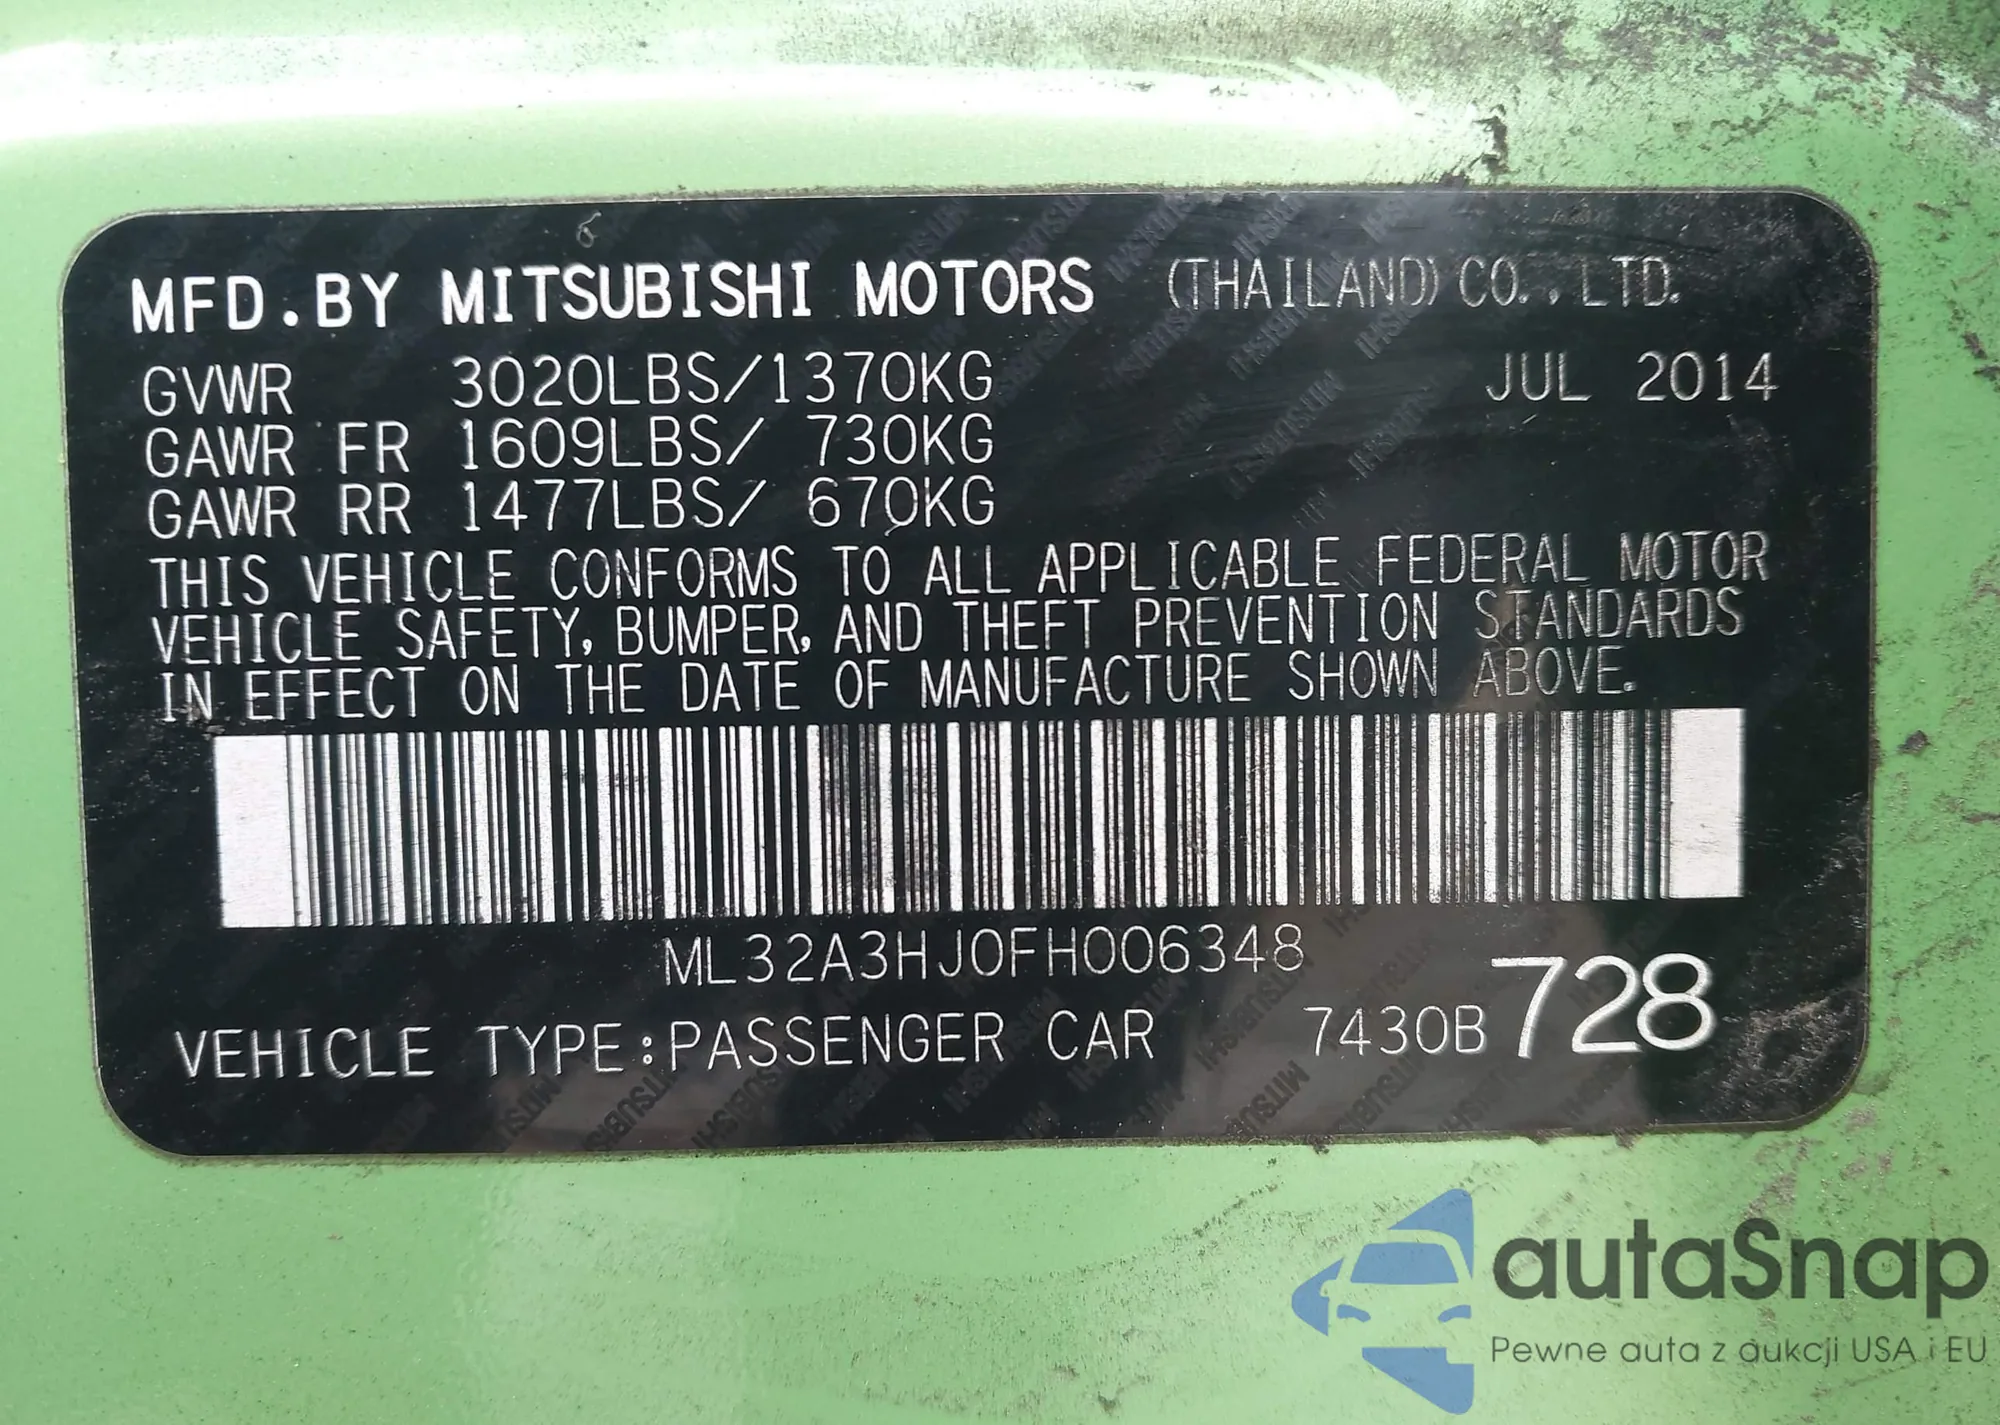 MFD.BY MITSUBISHI MOTORS (THAILAND) CO.,LTD.
GVWR 3020LBS/1370KG JUL 2014
GAWR FR 1609LBS/ 730KG
GAWR RR 1477LBS/ 670KG
THIS VEHICLE CONFORMS TO ALL APPLICABLE FEDERAL MOTOR
VEHICLE SAFETY, BUMPER, AND THEFT PREVENTION STANDARDS
IN EFFECT ON THE DATE OF MANUFACTURE SHOWN ABOVE.
ML32A3HJ0FH006348
VEHICLE TYPE:PASSENGER CAR 7430B 728
autaSnap
Pewne auta z aukcji USA i EU